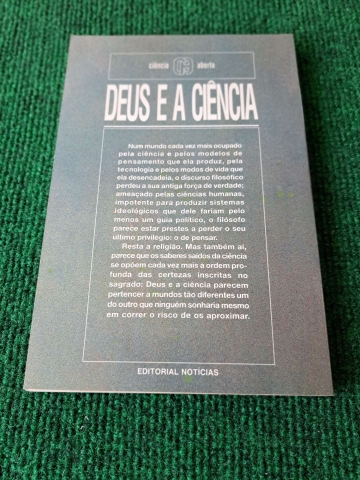 ciência aberta
DEUS E A CIÊNCIA
Num mundo cada vez mais ocupado
pela ciência e pelos modelos de
pensamento que ela produz, pela
tecnologia e pelos modos de vida que
ela desencadeia, o discurso filosófico
perdeu a sua antiga força de verdade;
ameaçado pelas ciências humanas,
impotente para produzir sistemas
ideológicos que dele fariam pelo
menos um guia político, o filósofo
parece estar prestes a perder o seu
último privilégio: o de pensar.
Resta a religião. Mas também aí,
parece que os saberes saídos da ciência
se opõem cada vez mais a ordem pro-
funda das certezas inscritas no
sagrado: Deus e a ciência parecem
pertencer a mundos tão diferentes um
do outro que ninguém sonharia mesmo
em correr o risco de os aproximar.
EDITORIAL NOTÍCIAS